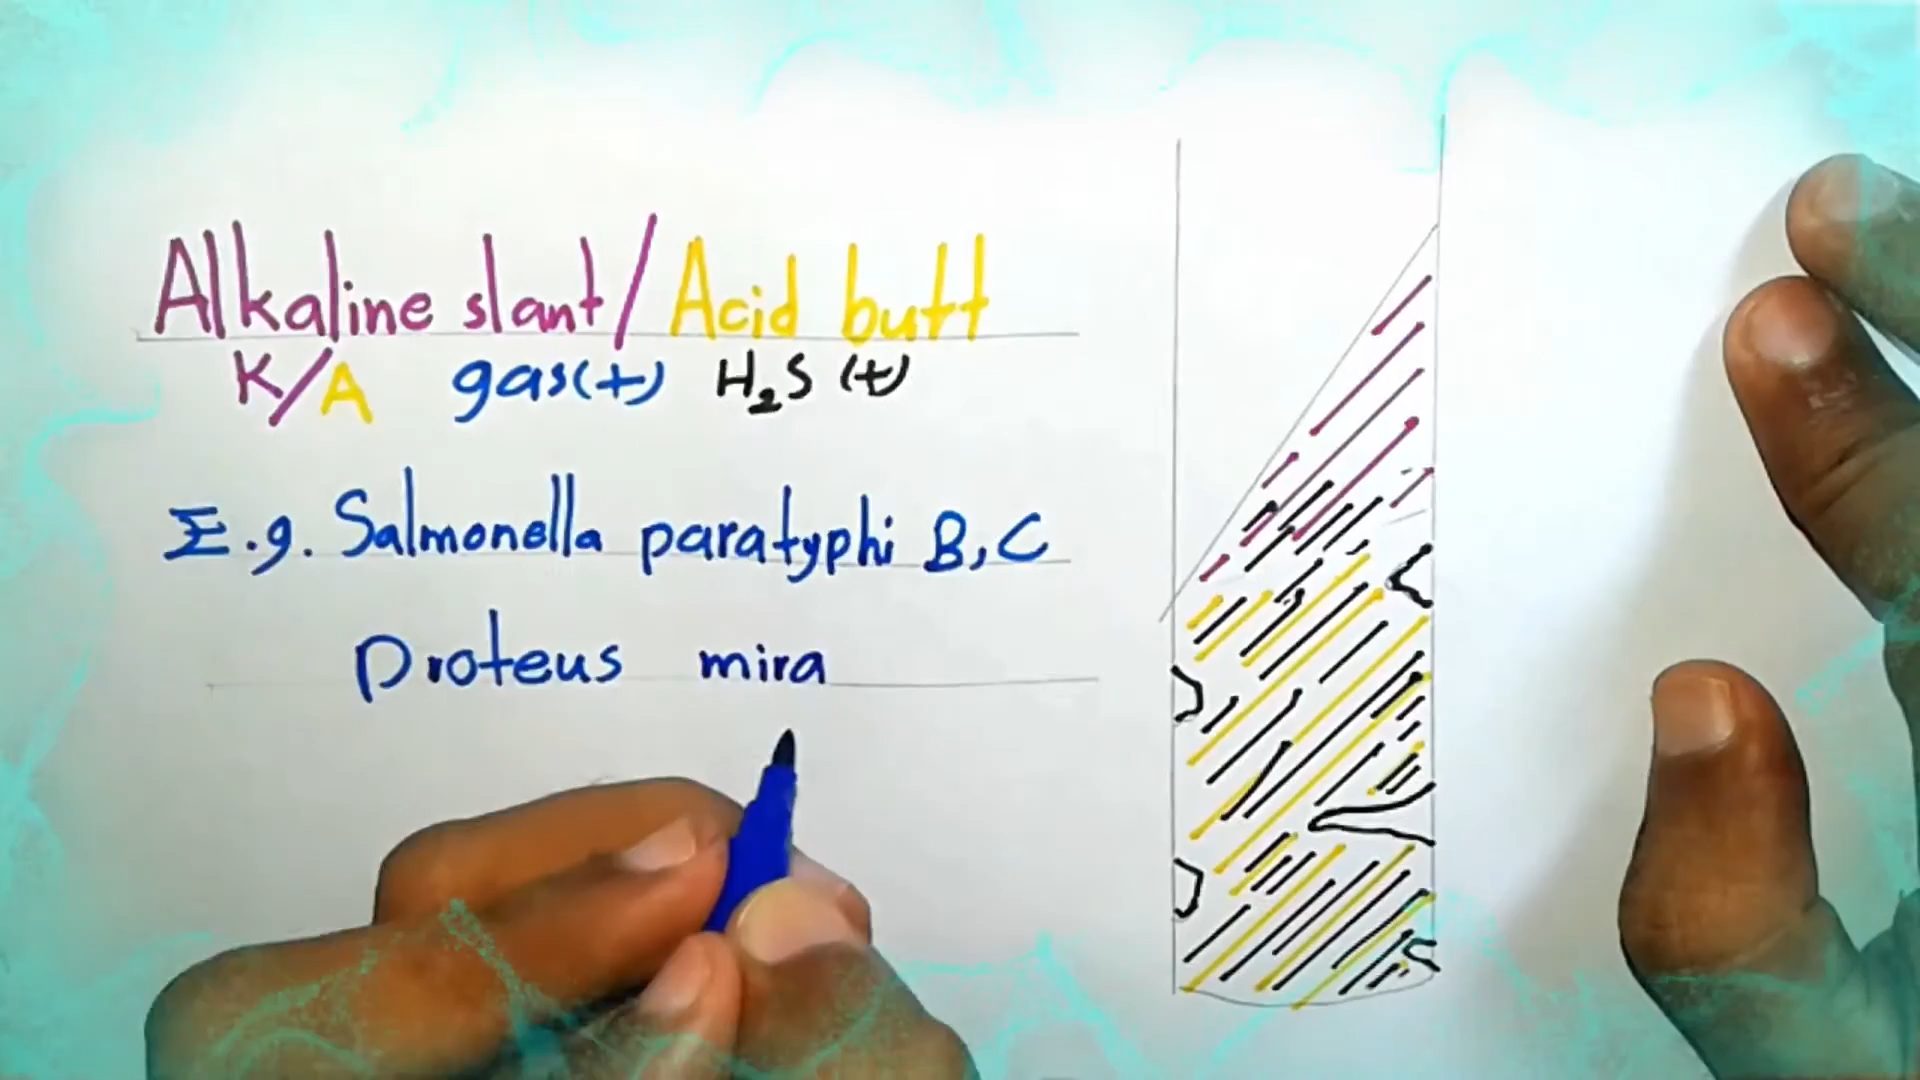 Alkaline slant/Acid butt
K/A gas(+) H₂S (+)
E.g. Salmonella paratyphi B, C
Proteus mira